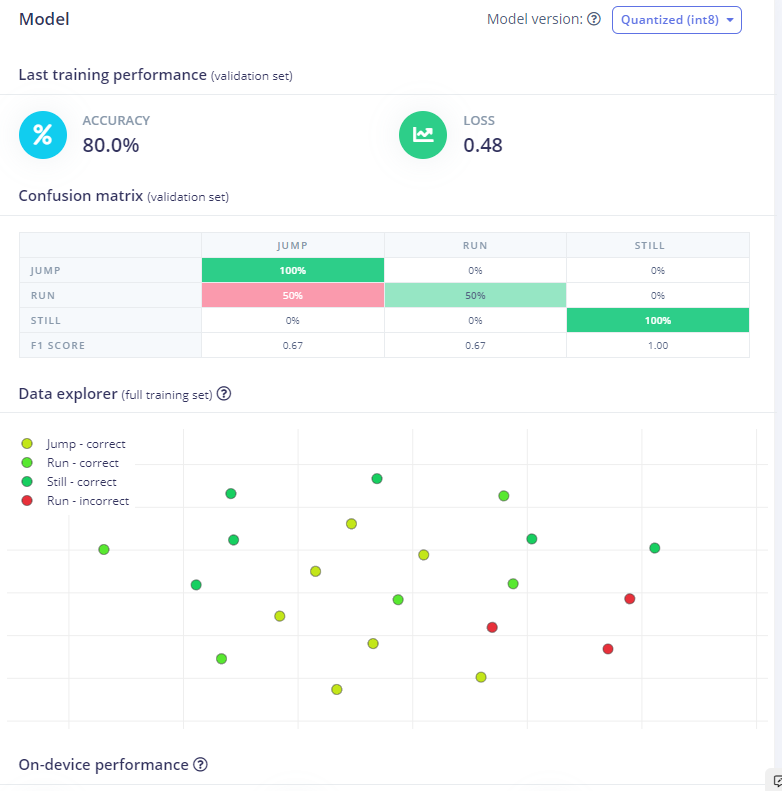 Model
Model version: ? Quantized (int8)
Last training performance (validation set)
% ACCURACY
80.0%
LOSS
0.48
Confusion matrix (validation set)
JUMP RUN STILL
JUMP 100% 0% 0%
RUN 50% 50% 0%
STILL 0% 0% 100%
F1 SCORE 0.67 0.67 1.00
Data explorer (full training set) ?
Jump - correct
Run - correct
Still - correct
Run - incorrect
On-device performance ?